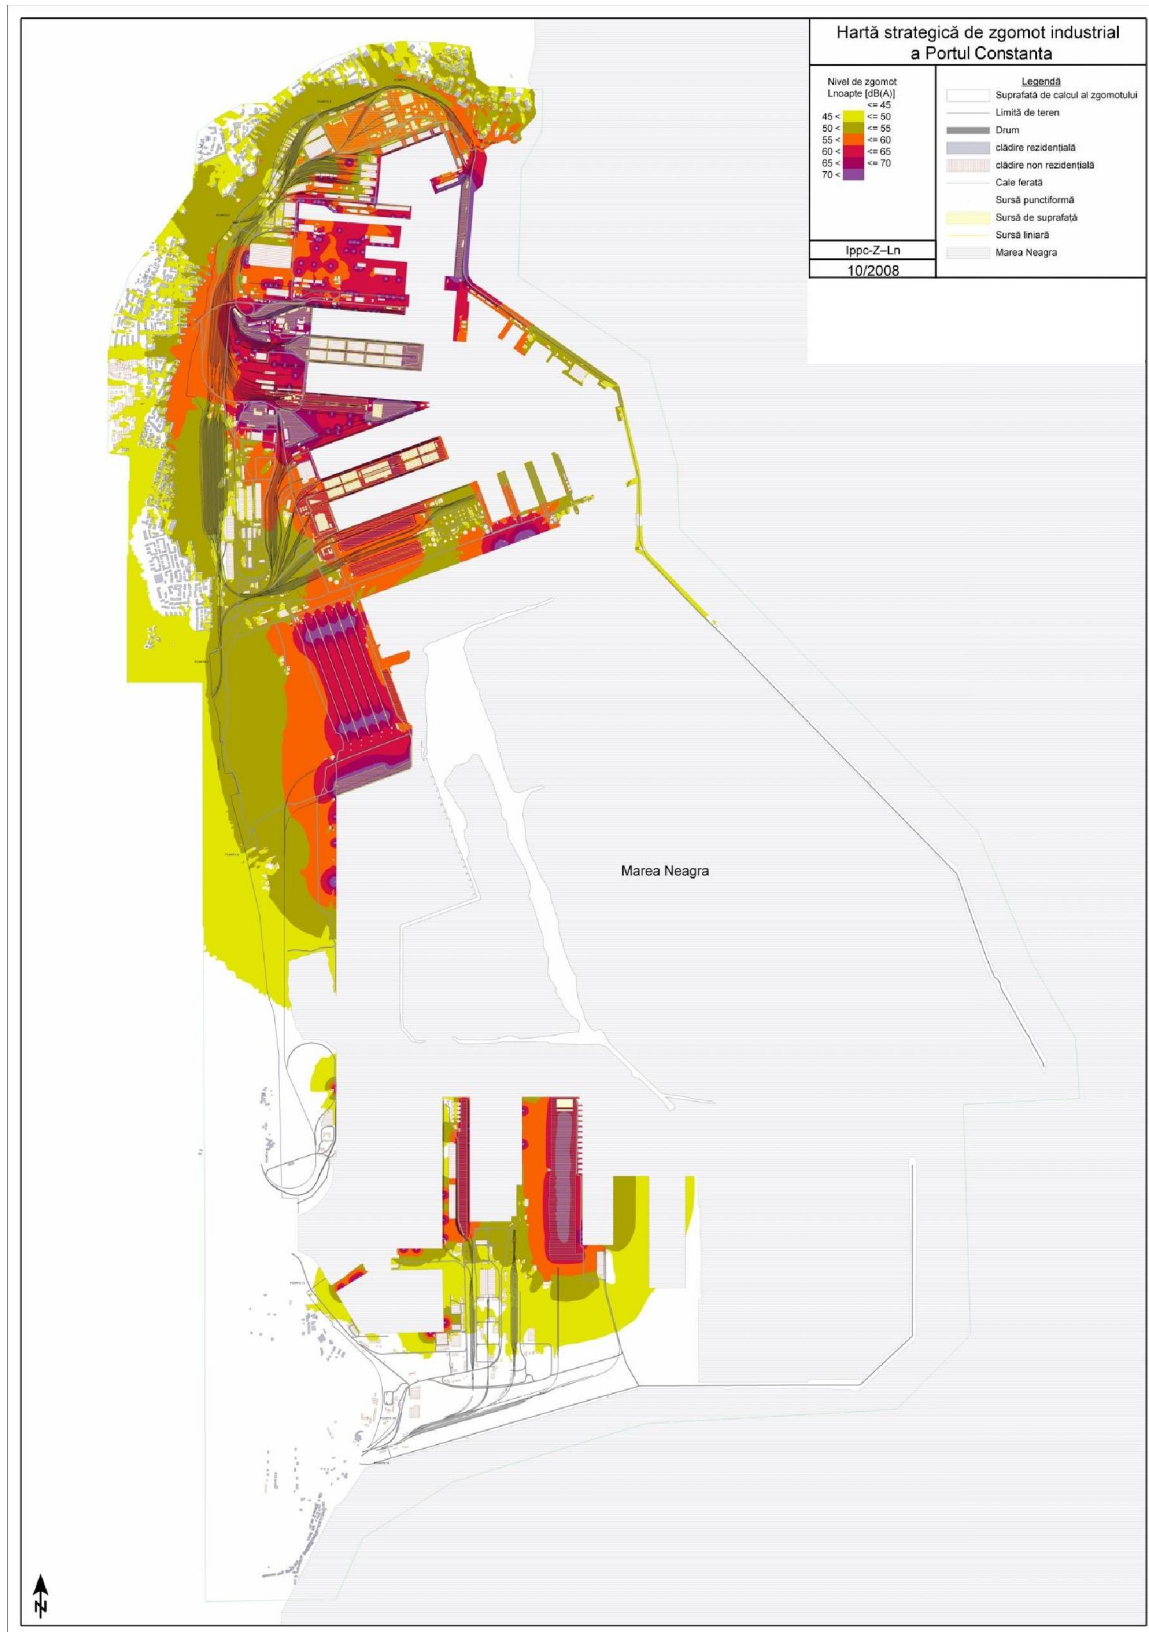 Hartă strategică de zgomot industrial
a Portul Constanta
Nivel de zgomot
Lnoapte [dB(A)]
<= 45
45 < <= 50
50 < <= 55
55 < <= 60
60 < <= 65
65 < <= 70
70 <
Ippc-Z–Ln
10/2008
Legendă
Suprafată de calcul al zgomotului
Limită de teren
Drum
clădire rezidențială
clădire non rezidențială
Cale ferată
Sursă punctiformă
Sursă de suprafață
Sursă liniară
Marea Neagra
Marea Neagra
N